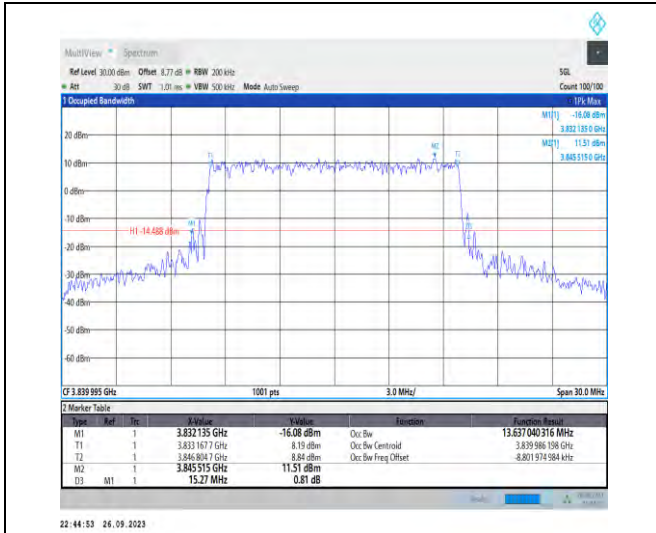 MultiView Spectrum
Ref Level 30.00 dBm Offset 8.77 dB RBW 200 kHz SGL
Att 30 dB SWT 1.01 ms VBW 500 kHz Mode Auto Sweep Count 100/100
1 Occupied Bandwidth 1Pk Max
M1[1] -16.08 dBm
3.832 135 0 GHz
M2[1] 11.51 dBm
3.845 515 0 GHz
20 dBm
M2
T1 T2
10 dBm
0 dBm
-10 dBm
M1
H1 -14.488 dBm
-20 dBm
-30 dBm
-40 dBm
-50 dBm
-60 dBm
CF 3.839 995 GHz 1001 pts 3.0 MHz/ Span 30.0 MHz
2 Marker Table
Type Ref Trc X-Value Y-Value Function Function Result
M1 1 3.832135 GHz -16.08 dBm Occ Bw 13.637 040 316 MHz
T1 1 3.833 167 7 GHz 8.19 dBm Occ Bw Centroid 3.839 986 198 GHz
T2 1 3.846 804 7 GHz 8.84 dBm Occ Bw Freq Offset -8.801 974 984 kHz
M2 1 3.845 515 GHz 11.51 dBm
D3 M1 1 15.27 MHz 0.81 dB
22:44:53 26.09.2023